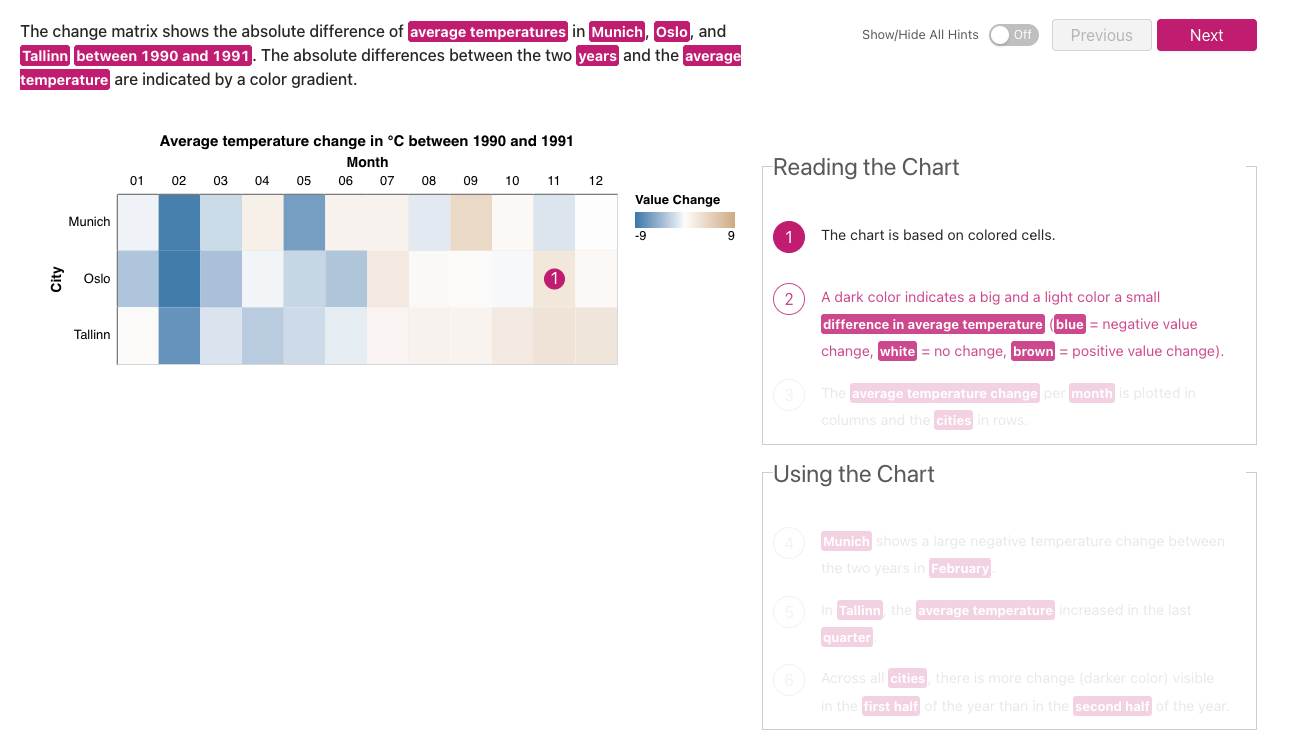 The change matrix shows the absolute difference of average temperatures in Munich, Oslo, and
Tallinn between 1990 and 1991. The absolute differences between the two years and the average
temperature are indicated by a color gradient.
Show/Hide All Hints Off Previous Next
Average temperature change in °C between 1990 and 1991
Month
01 02 03 04 05 06 07 08 09 10 11 12
City
Munich
Oslo
Tallinn
1
Value Change
-9 9
Reading the Chart
1 The chart is based on colored cells.
2 A dark color indicates a big and a light color a small
difference in average temperature (blue = negative value
change, white = no change, brown = positive value change).
3 The average temperature change per month is plotted in
columns and the cities in rows.
Using the Chart
4 Munich shows a large negative temperature change between
the two years in February.
5 In Tallinn, the average temperature increased in the last
quarter.
6 Across all cities, there is more change (darker color) visible
in the first half of the year than in the second half of the year.